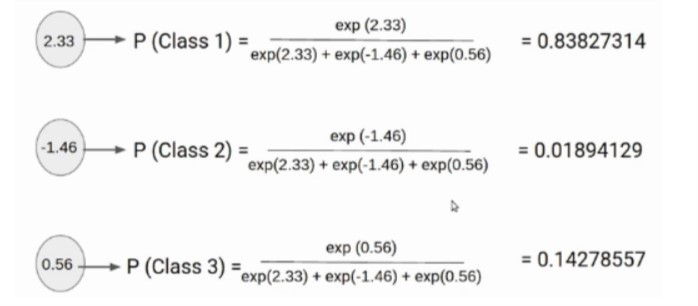 exp (2.33)
2.33 P (Class 1) = = 0.83827314
exp(2.33) + exp(-1.46) + exp(0.56)
exp (-1.46)
-1.46 P (Class 2) = = 0.01894129
exp(2.33) + exp(-1.46) + exp(0.56)
exp (0.56)
0.56 P (Class 3) = = 0.14278557
exp(2.33) + exp(-1.46) + exp(0.56)